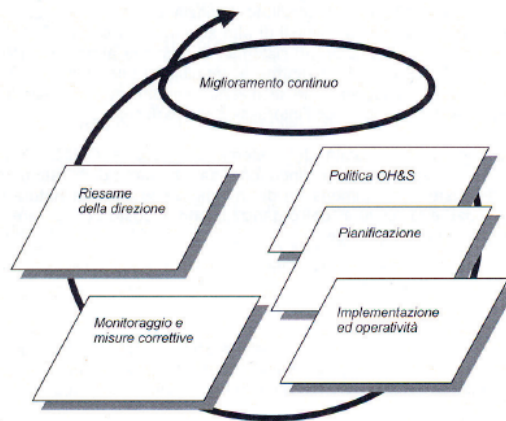 Miglioramento continuo
Politica OH&S
Pianificazione
Implementazione
ed operatività
Monitoraggio e
misure correttive
Riesame
della direzione